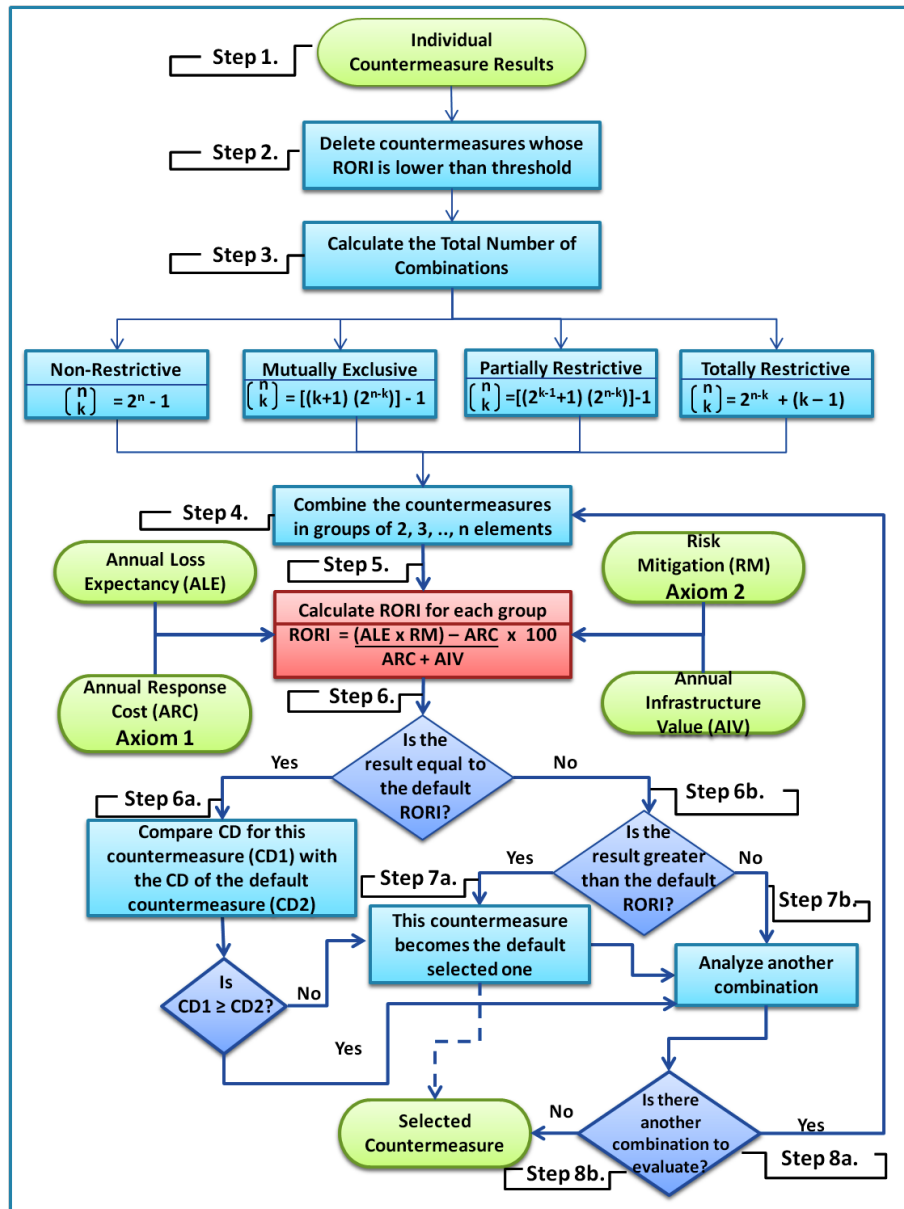 Step 1.
Individual
Countermeasure Results
Step 2.
Delete countermeasures whose
RORI is lower than threshold
Step 3.
Calculate the Total Number of
Combinations
Non-Restrictive
(n k) = 2ⁿ - 1
Mutually Exclusive
(n k) = [(k+1) (2ⁿ⁻ᵏ)] - 1
Partially Restrictive
(n k) =[(2ᵏ⁻¹+1) (2ⁿ⁻ᵏ)]-1
Totally Restrictive
(n k) = 2ⁿ⁻ᵏ + (k – 1)
Step 4.
Combine the countermeasures
in groups of 2, 3, .., n elements
Step 5.
Annual Loss
Expectancy (ALE)
Risk
Mitigation (RM)
Axiom 2
Calculate RORI for each group
RORI = (ALE x RM) – ARC x 100
ARC + AIV
Annual Response
Cost (ARC)
Axiom 1
Annual
Infrastructure
Value (AIV)
Step 6.
Is the
result equal to
the default
RORI?
Yes
No
Step 6a.
Step 6b.
Compare CD for this
countermeasure (CD1) with
the CD of the default
countermeasure (CD2)
Is the
result greater
than the default
RORI?
Yes
No
Step 7a.
Step 7b.
This countermeasure
becomes the default
selected one
Analyze another
combination
Is
CD1 ≥ CD2?
No
Yes
Selected
Countermeasure
No
Is there
another
combination to
evaluate?
Yes
Step 8b.
Step 8a.